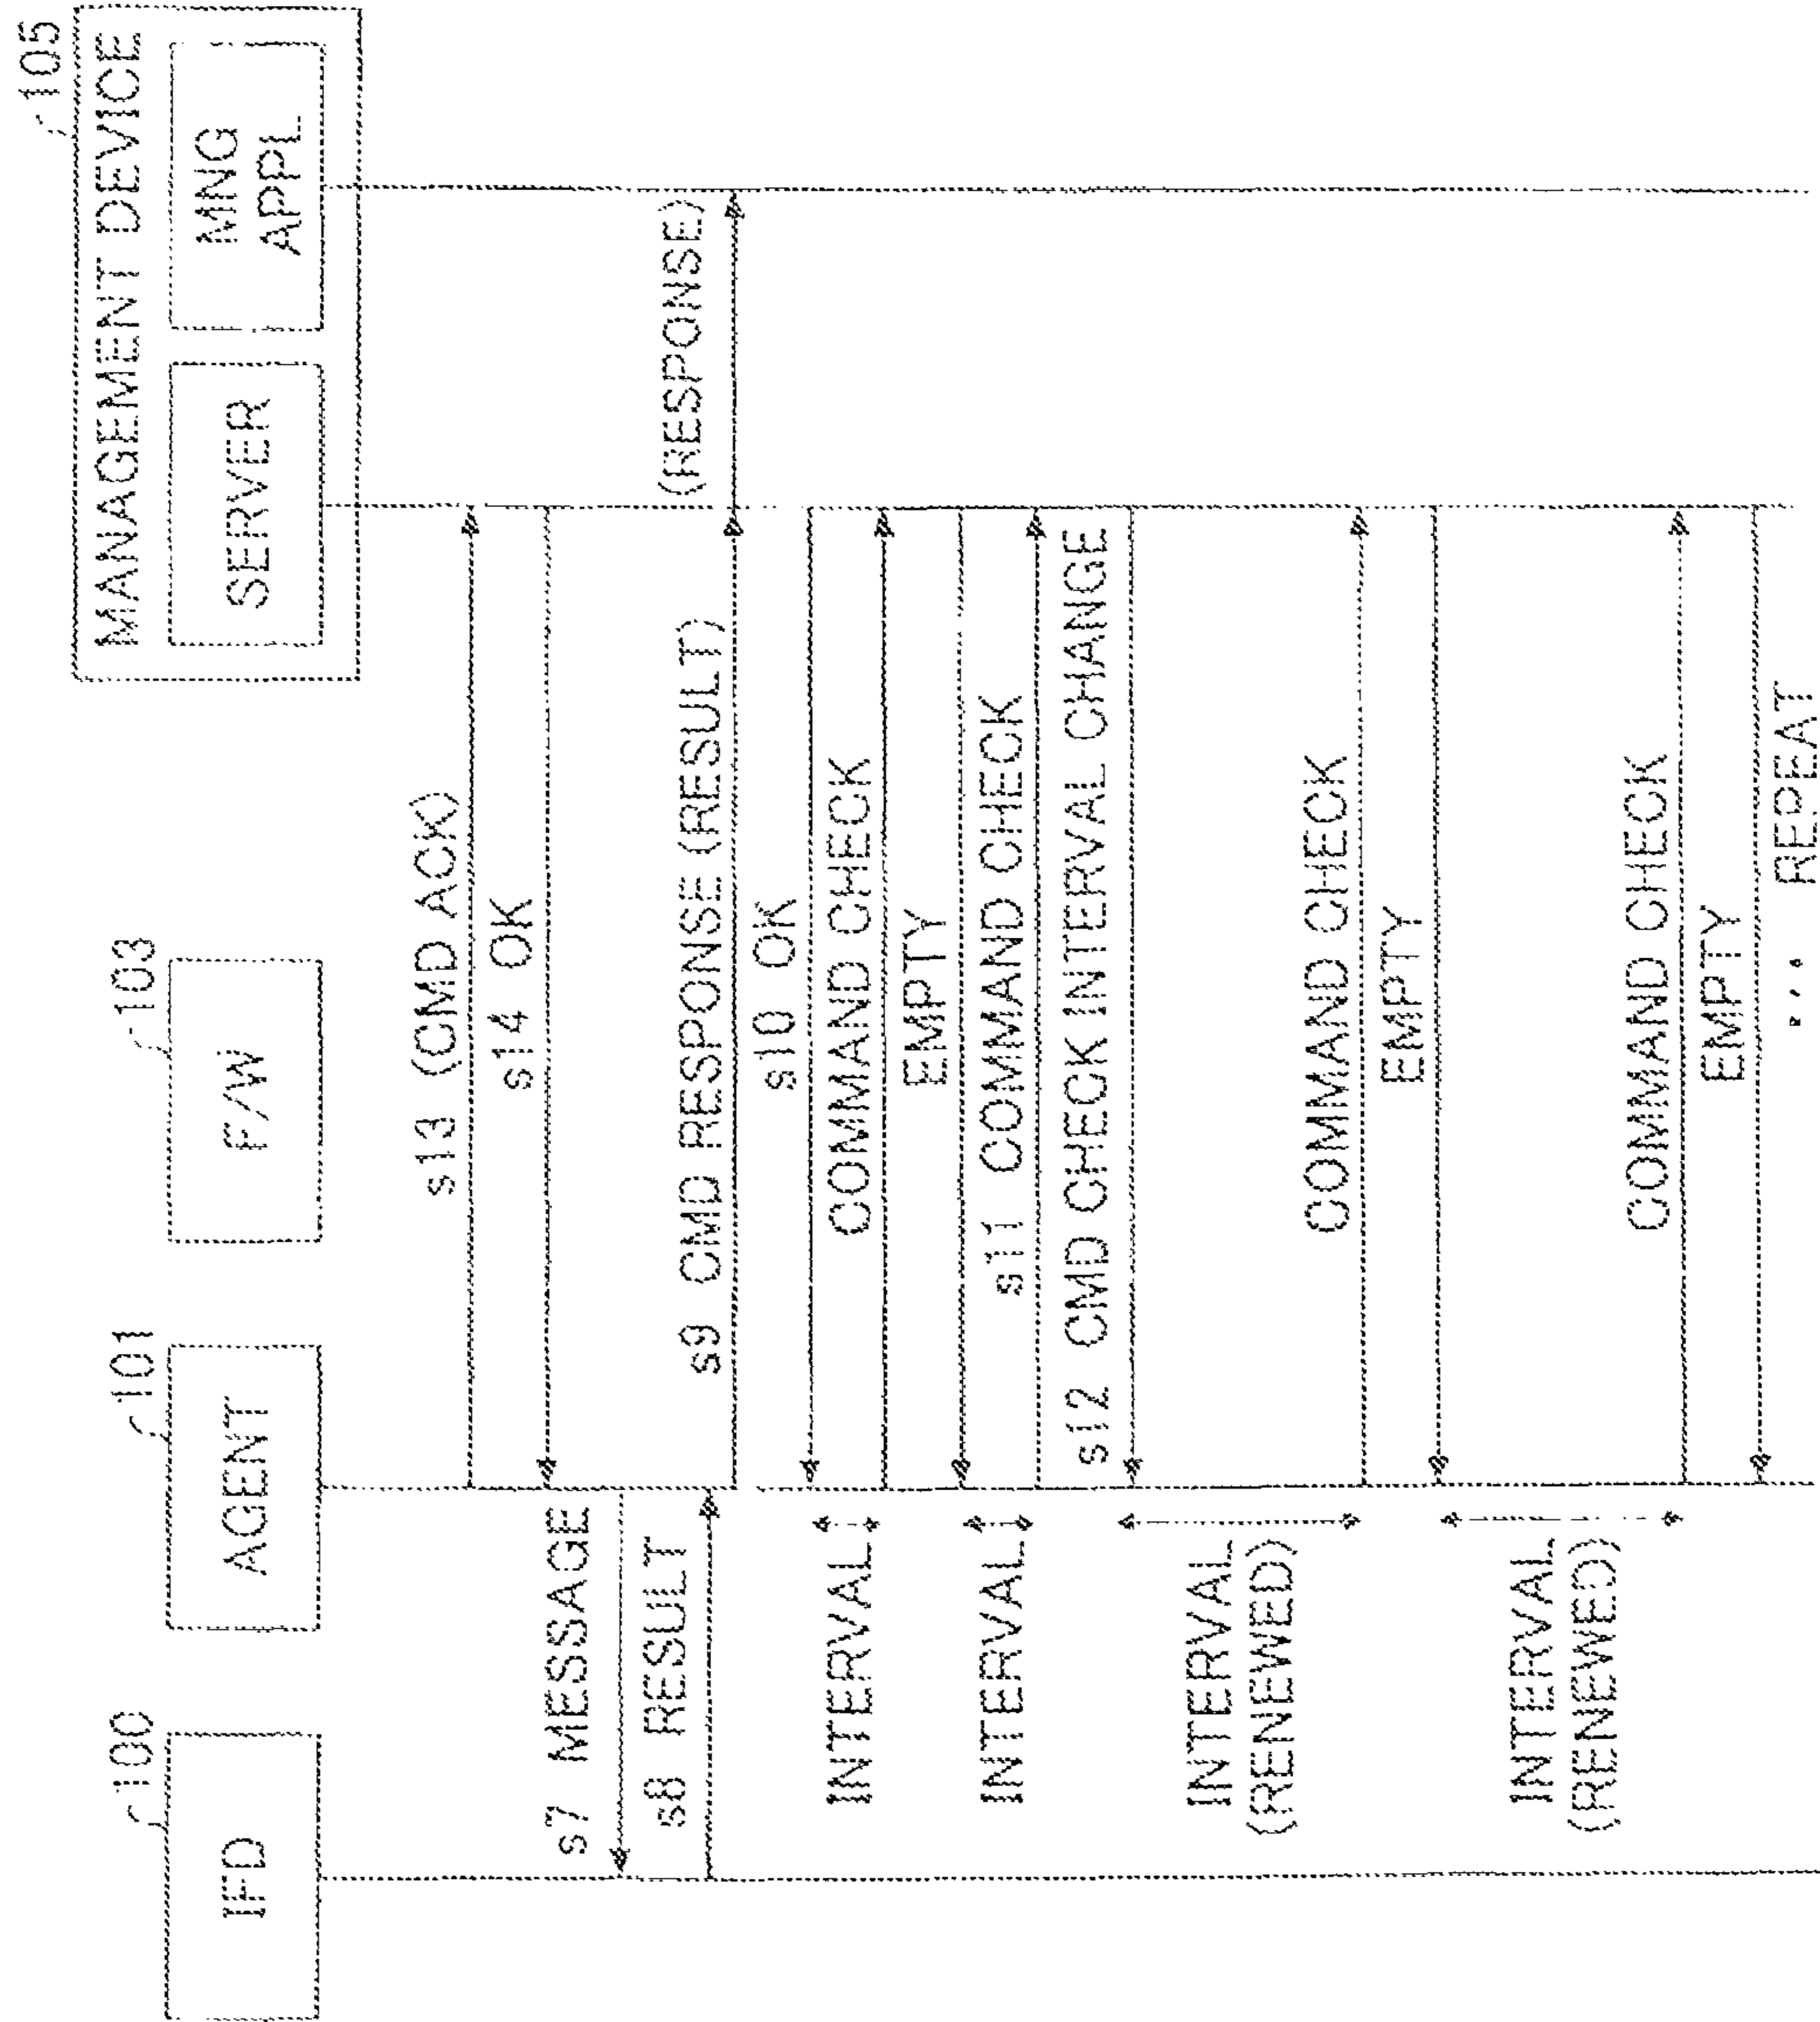 100
101
103
105
MANAGEMENT DEVICE
IFD
AGENT
F/W
SERVER
MNG
APPL
s13 (CMD ACK)
s14 OK
s7 MESSAGE
s8 RESULT
s9 CMD RESPONSE (RESULT)
(RESPONSE)
s10 OK
INTERVAL
COMMAND CHECK
EMPTY
INTERVAL
s11 COMMAND CHECK
s12 CMD CHECK INTERVAL CHANGE
INTERVAL
(RENEWED)
COMMAND CHECK
EMPTY
INTERVAL
(RENEWED)
COMMAND CHECK
EMPTY
... REPEAT